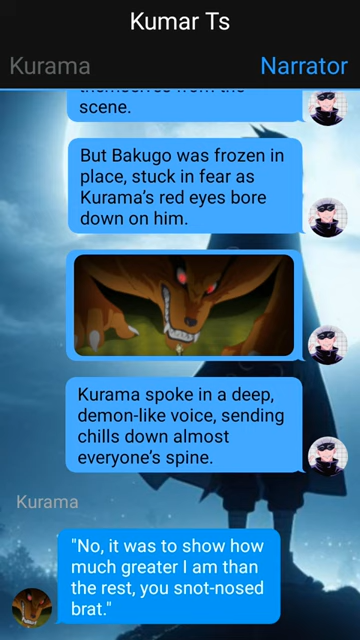 Kumar Ts
Kurama
Narrator
themselves from the
scene.
But Bakugo was frozen in
place, stuck in fear as
Kurama’s red eyes bore
down on him.
Kurama spoke in a deep,
demon-like voice, sending
chills down almost
everyone’s spine.
Kurama
"No, it was to show how
much greater I am than
the rest, you snot-nosed
brat."